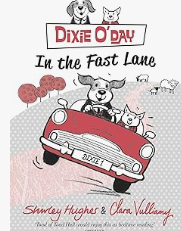 DIXIE O'DAY
In the Fast Lane
DIXIE 1
Shirley Hughes & Clara Vulliamy